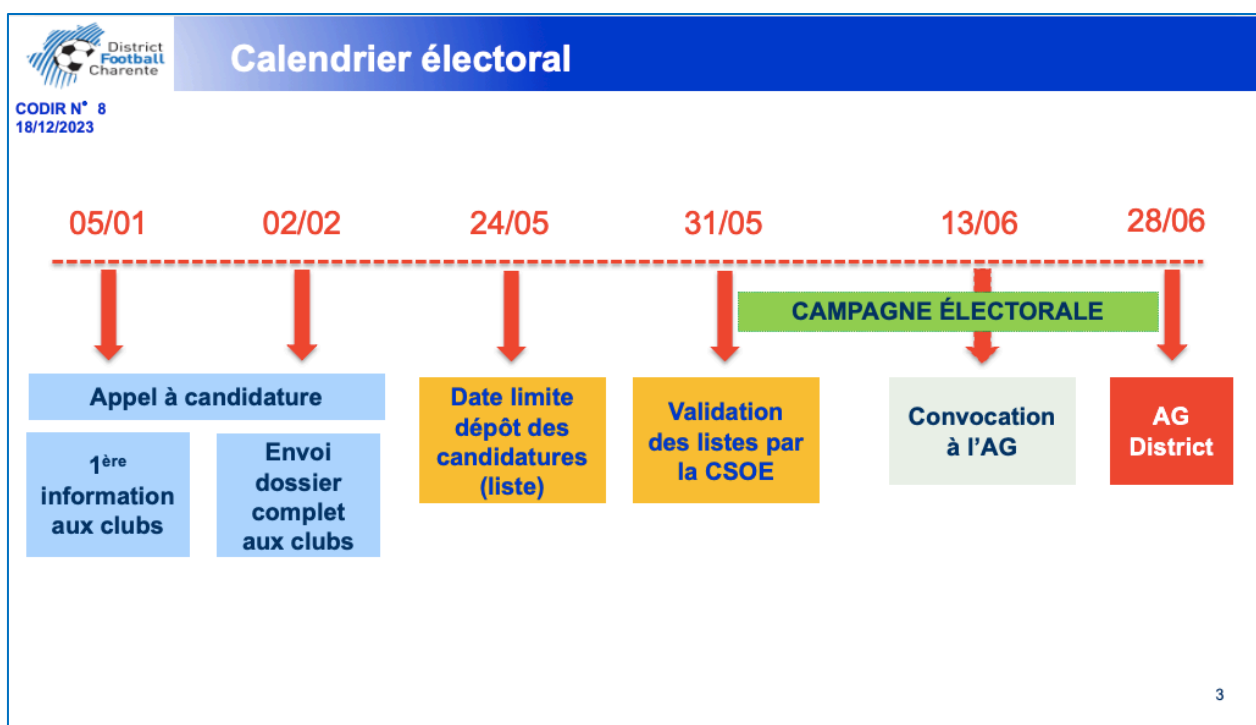 District
Football
Charente
Calendrier électoral
CODIR N° 8
18/12/2023
05/01
02/02
24/05
31/05
13/06
28/06
CAMPAGNE ÉLECTORALE
Appel à candidature
1ère
information
aux clubs
Envoi
dossier
complet
aux clubs
Date limite
dépôt des
candidatures
(liste)
Validation
des listes par
la CSOE
Convocation
à l'AG
AG
District
3